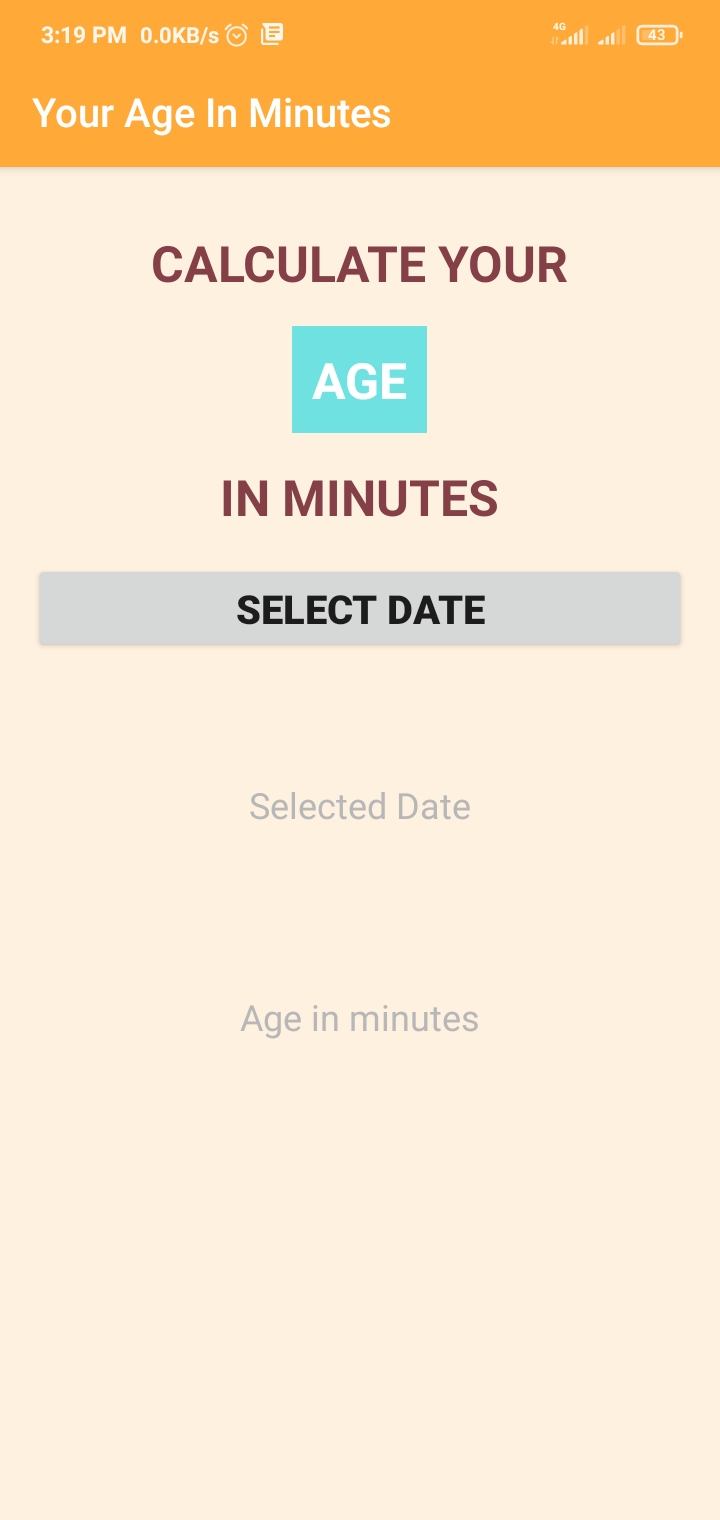 3:19 PM 0.0KB/s 4G 43
Your Age In Minutes
CALCULATE YOUR
AGE
IN MINUTES
SELECT DATE
Selected Date
Age in minutes